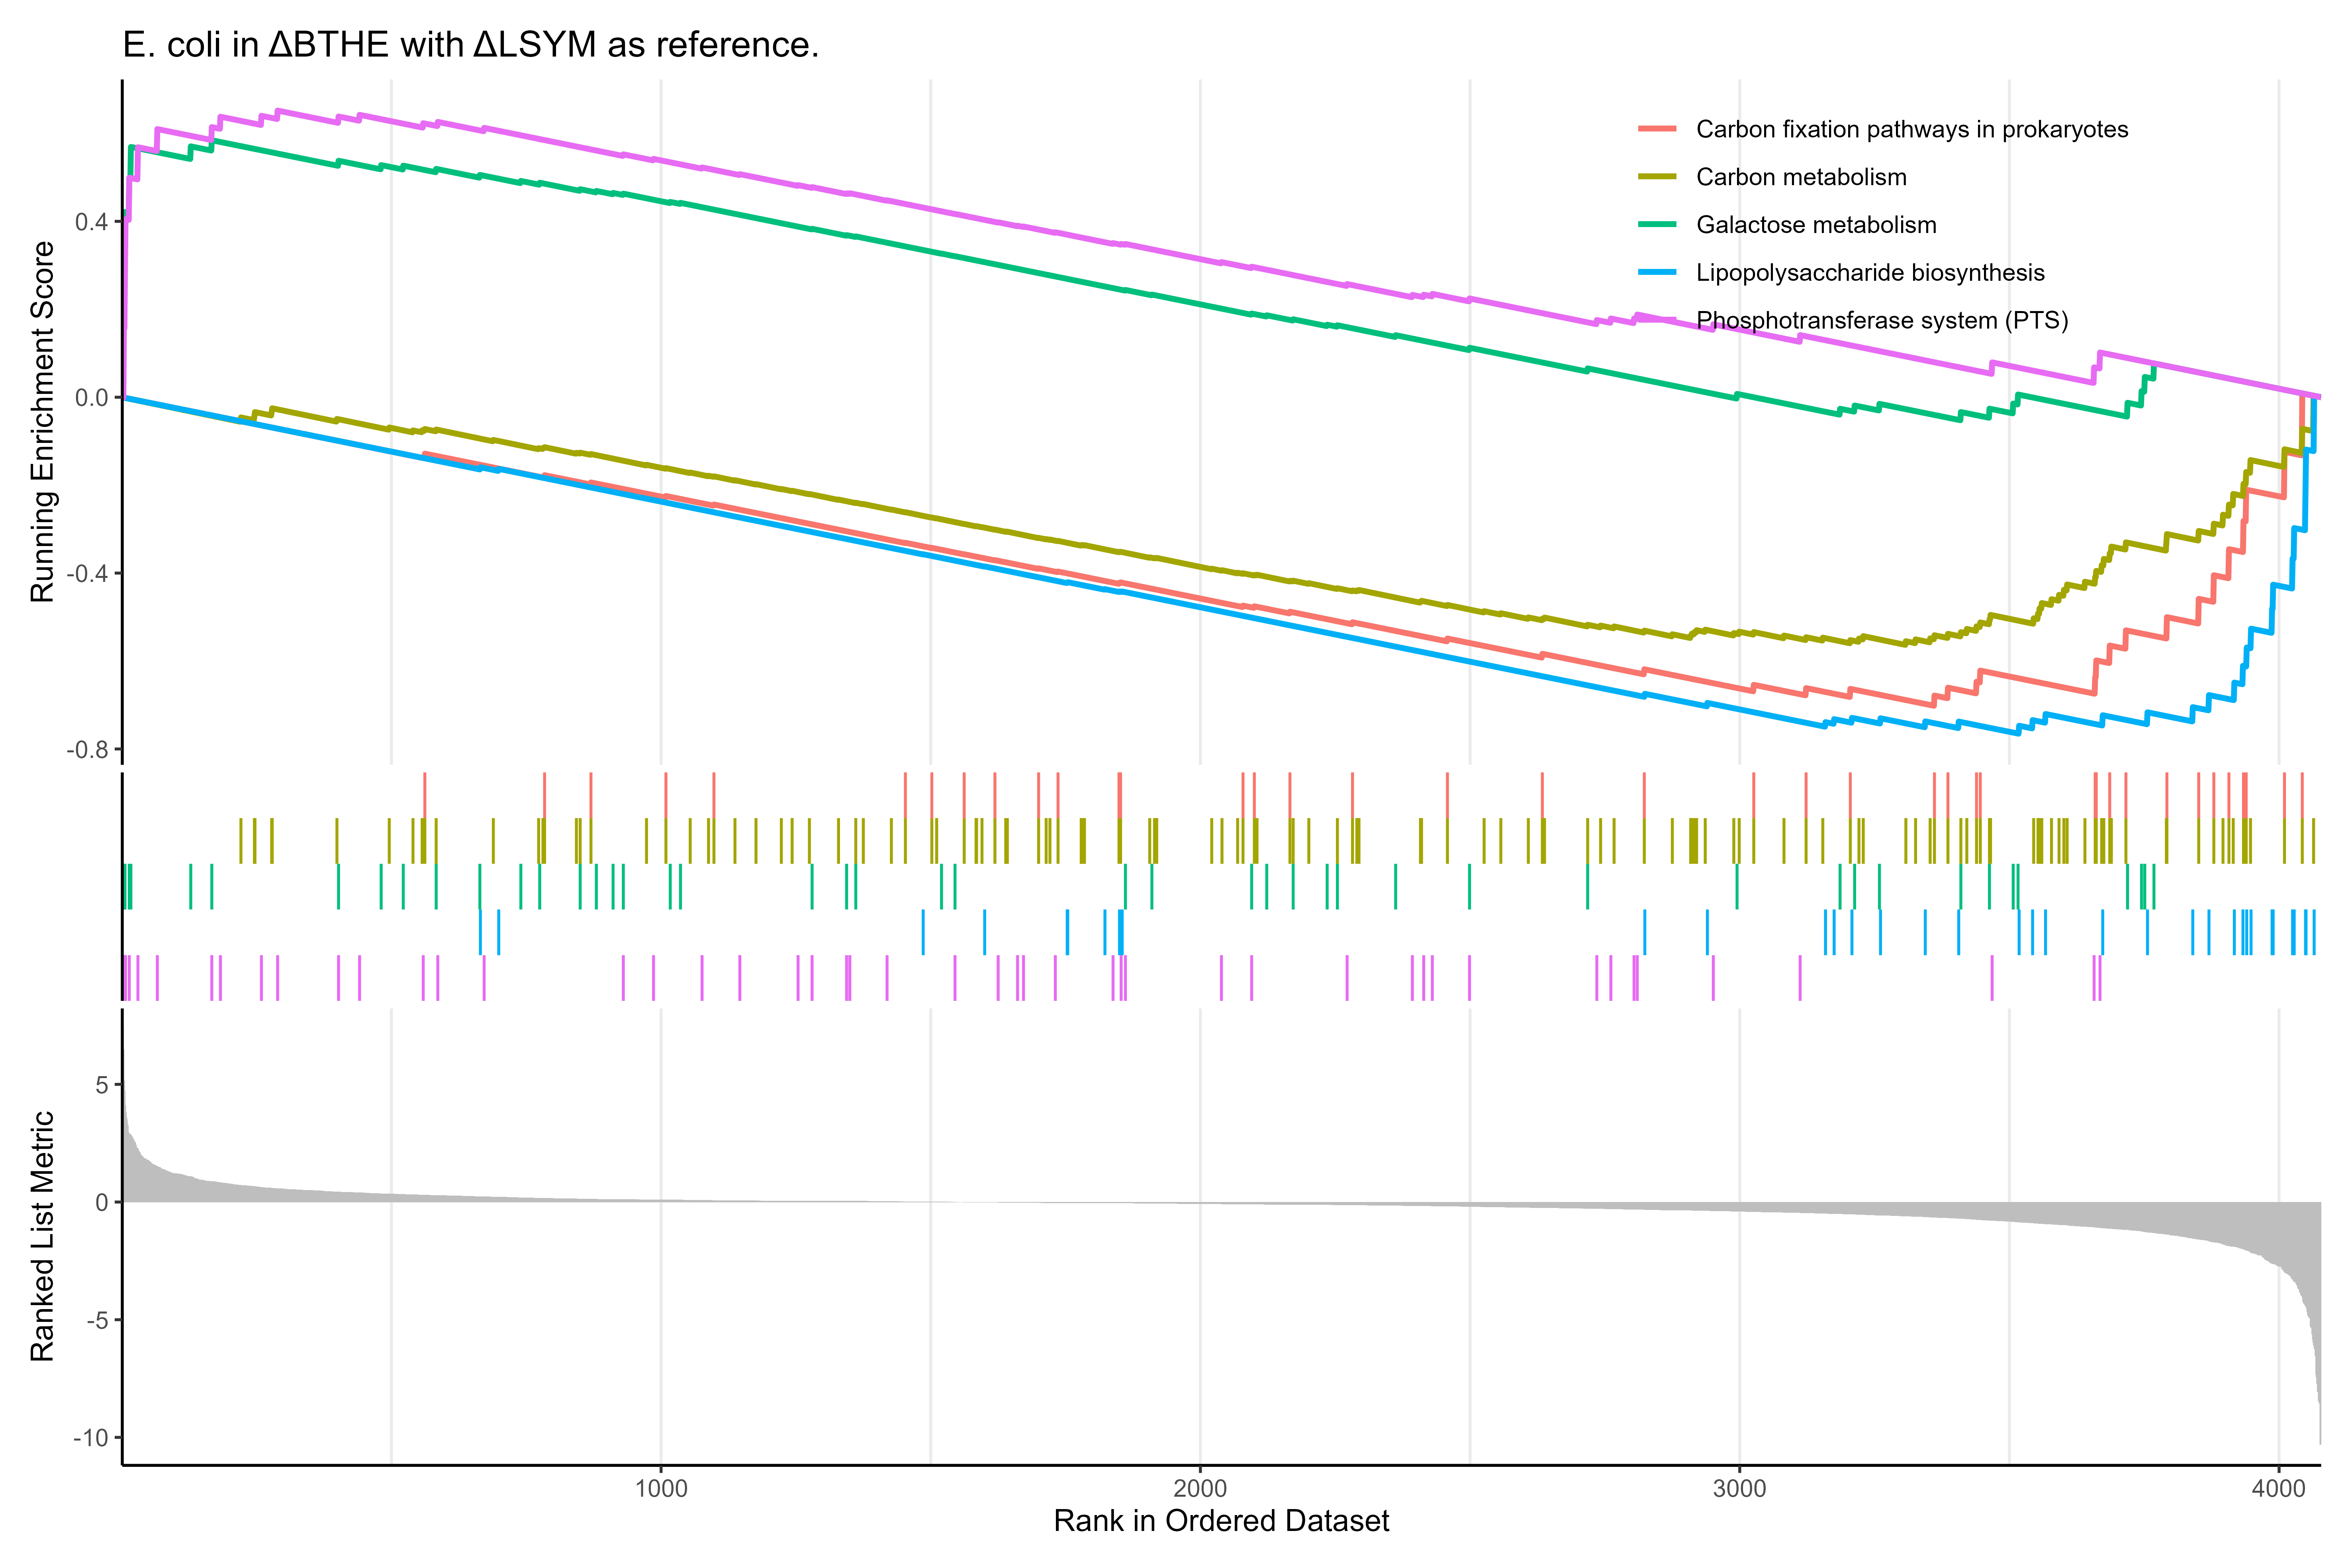 E. coli in ΔBTHE with ΔLSYM as reference.
Running Enrichment Score
0.4
0.0
-0.4
-0.8
Carbon fixation pathways in prokaryotes
Carbon metabolism
Galactose metabolism
Lipopolysaccharide biosynthesis
Phosphotransferase system (PTS)
Ranked List Metric
5
0
-5
-10
1000
2000
3000
4000
Rank in Ordered Dataset